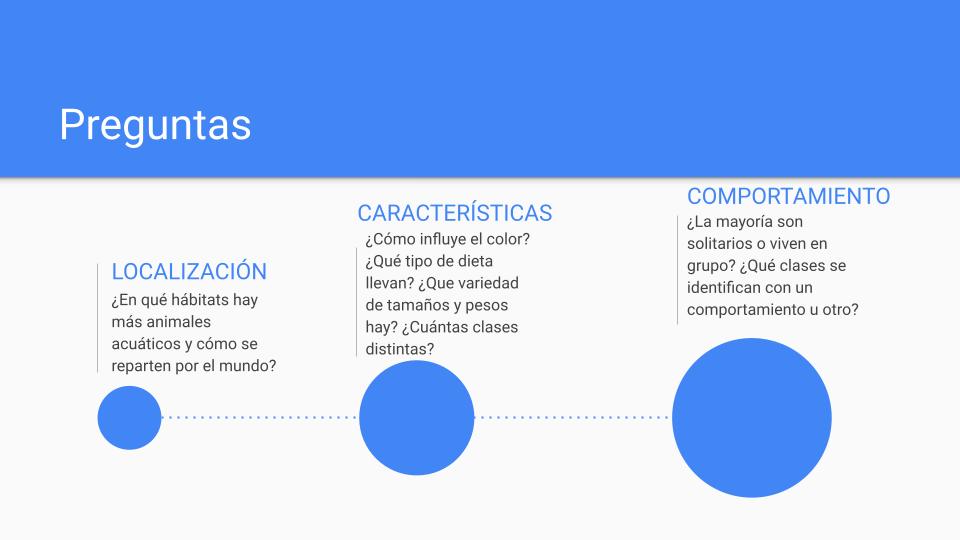 Preguntas
LOCALIZACIÓN
¿En qué hábitats hay
más animales
acuáticos y cómo se
reparten por el mundo?
CARACTERÍSTICAS
¿Cómo influye el color?
¿Qué tipo de dieta
llevan? ¿Que variedad
de tamaños y pesos
hay? ¿Cuántas clases
distintas?
COMPORTAMIENTO
¿La mayoría son
solitarios o viven en
grupo? ¿Qué clases se
identifican con un
comportamiento u otro?